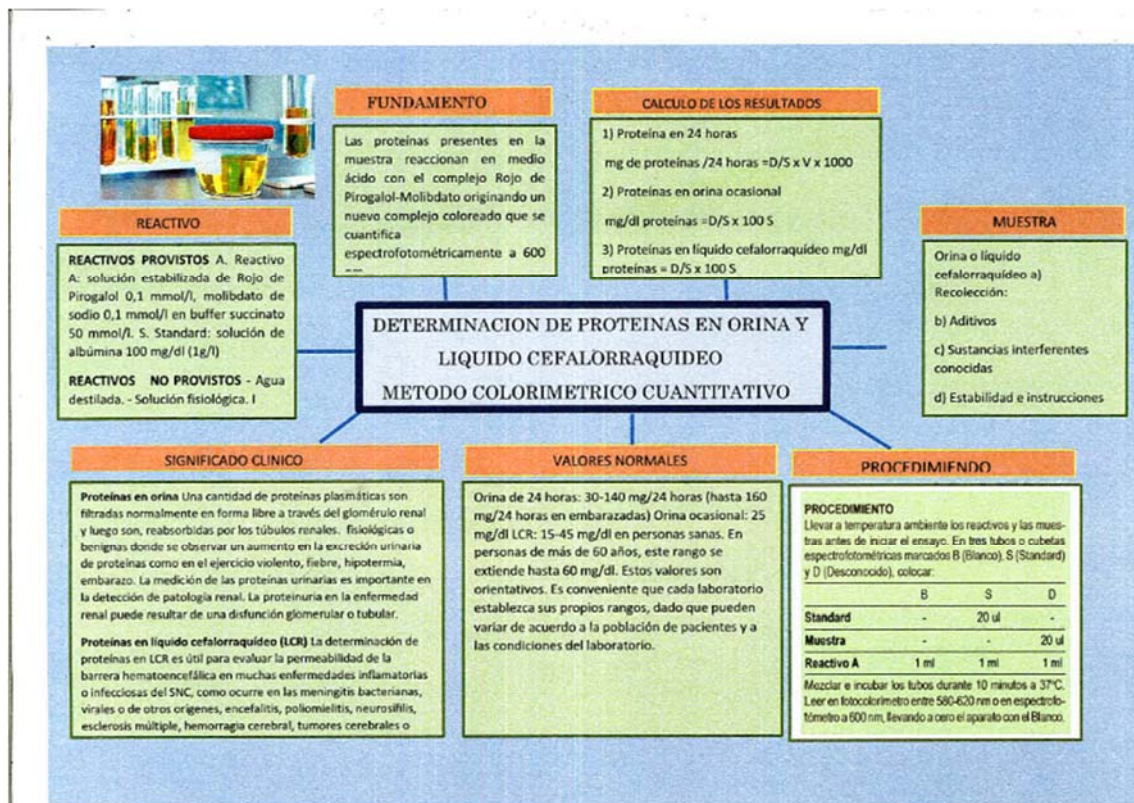 FUNDAMENTO
Las proteínas presentes en la
muestra reaccionan en medio
ácido con el complejo Rojo de
Pirogalol-Molibdato originando un
nuevo complejo coloreado que se
cuantifica
espectrofotométricamente a 600
CALCULO DE LOS RESULTADOS
1) Proteína en 24 horas
mg de proteínas /24 horas =D/S x V x 1000
2) Proteínas en orina ocasional
mg/dl proteínas =D/S x 100 S
3) Proteínas en líquido cefalorraquídeo mg/dl
proteínas = D/S x 100 S
REACTIVO
REACTIVOS PROVISTOS A. Reactivo
A: solución estabilizada de Rojo de
Pirogalol 0,1 mmol/l, molibdato de
sodio 0,1 mmol/l en buffer succinato
50 mmol/l. S. Standard: solución de
albúmina 100 mg/dl (1g/l)
REACTIVOS NO PROVISTOS - Agua
destilada. - Solución fisiológica. I
MUESTRA
Orina o líquido
cefalorraquídeo a)
Recolección:
b) Aditivos
c) Sustancias interferentes
conocidas
d) Estabilidad e instrucciones
DETERMINACION DE PROTEINAS EN ORINA Y
LIQUIDO CEFALORRAQUIDEO
METODO COLORIMETRICO CUANTITATIVO
SIGNIFICADO CLINICO
Proteínas en orina Una cantidad de proteínas plasmáticas son
filtradas normalmente en forma libre a través del glomérulo renal
y luego son, reabsorbidas por los túbulos renales. fisiológicas o
benignas donde se observar un aumento en la excreción urinaria
de proteínas como en el ejercicio violento, fiebre, hipotermia,
embarazo. La medición de las proteínas urinarias es importante en
la detección de patología renal. La proteinuria en la enfermedad
renal puede resultar de una disfunción glomerular o tubular.
Proteínas en líquido cefalorraquídeo (LCR) La determinación de
proteínas en LCR es útil para evaluar la permeabilidad de la
barrera hematoencefálica en muchas enfermedades inflamatorias
o infecciosas del SNC, como ocurre en las meningitis bacterianas,
virales o de otros orígenes, encefalitis, poliomielitis, neurosífilis,
esclerosis múltiple, hemorragia cerebral, tumores cerebrales o
VALORES NORMALES
Orina de 24 horas: 30-140 mg/24 horas (hasta 160
mg/24 horas en embarazadas) Orina ocasional: 25
mg/dl LCR: 15-45 mg/dl en personas sanas. En
personas de más de 60 años, este rango se
extiende hasta 60 mg/dl. Estos valores son
orientativos. Es conveniente que cada laboratorio
establezca sus propios rangos, dado que pueden
variar de acuerdo a la población de pacientes y a
las condiciones del laboratorio.
PROCEDIMIENDO
PROCEDIMIENTO
Llevar a temperatura ambiente los reactivos y las mues-
tras antes de iniciar el ensayo. En tres tubos o cubetas
espectrofotométricas marcados B (Blanco), S (Standard)
y D (Desconocido), colocar:
B S D
Standard - 20 ul -
Muestra - - 20 ul
Reactivo A 1 ml 1 ml 1 ml
Mezclar e incubar los tubos durante 10 minutos a 37ºC.
Leer en fotocolorímetro entre 580-620 nm o en espectrofo-
tómetro a 600 nm, llevando a cero el aparato con el Blanco.